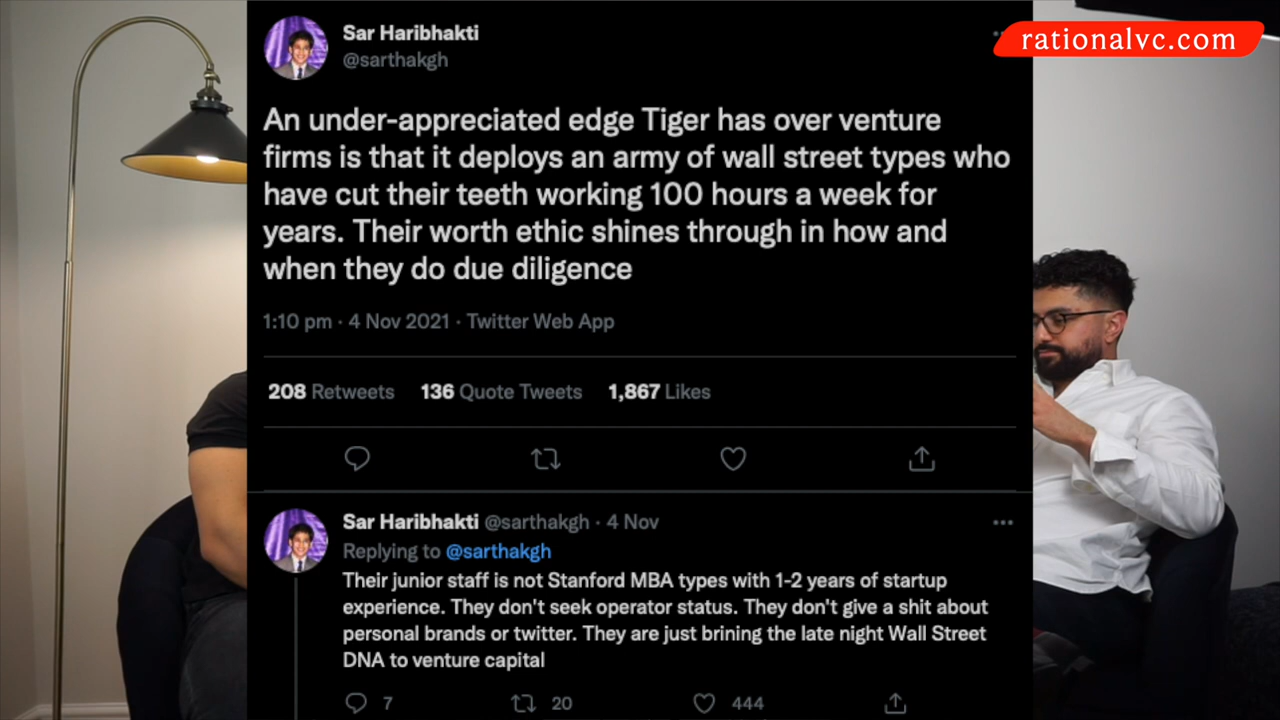 rationalvc.com
Sar Haribhakti
@sarthakgh
An under-appreciated edge Tiger has over venture
firms is that it deploys an army of wall street types who
have cut their teeth working 100 hours a week for
years. Their worth ethic shines through in how and
when they do due diligence
1:10 pm · 4 Nov 2021 · Twitter Web App
208 Retweets 136 Quote Tweets 1,867 Likes
Sar Haribhakti @sarthakgh · 4 Nov
Replying to @sarthakgh
Their junior staff is not Stanford MBA types with 1-2 years of startup
experience. They don't seek operator status. They don't give a shit about
personal brands or twitter. They are just brining the late night Wall Street
DNA to venture capital
7 20 444